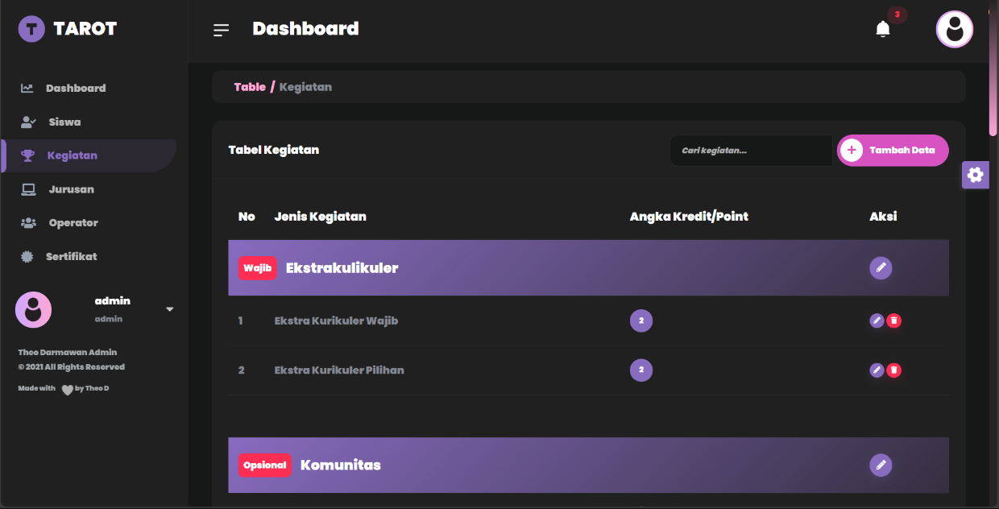 T TAROT
Dashboard
3
Dashboard
Siswa
Kegiatan
Jurusan
Operator
Sertifikat
admin
admin
Theo Darmawan Admin
© 2021 All Rights Reserved
Made with by Theo D
Table / Kegiatan
Tabel Kegiatan
Cari kegiatan...
+ Tambah Data
No Jenis Kegiatan Angka Kredit/Point Aksi
Wajib Ekstrakulikuler
1 Ekstra Kurikuler Wajib 2
2 Ekstra Kurikuler Pilihan 2
Opsional Komunitas